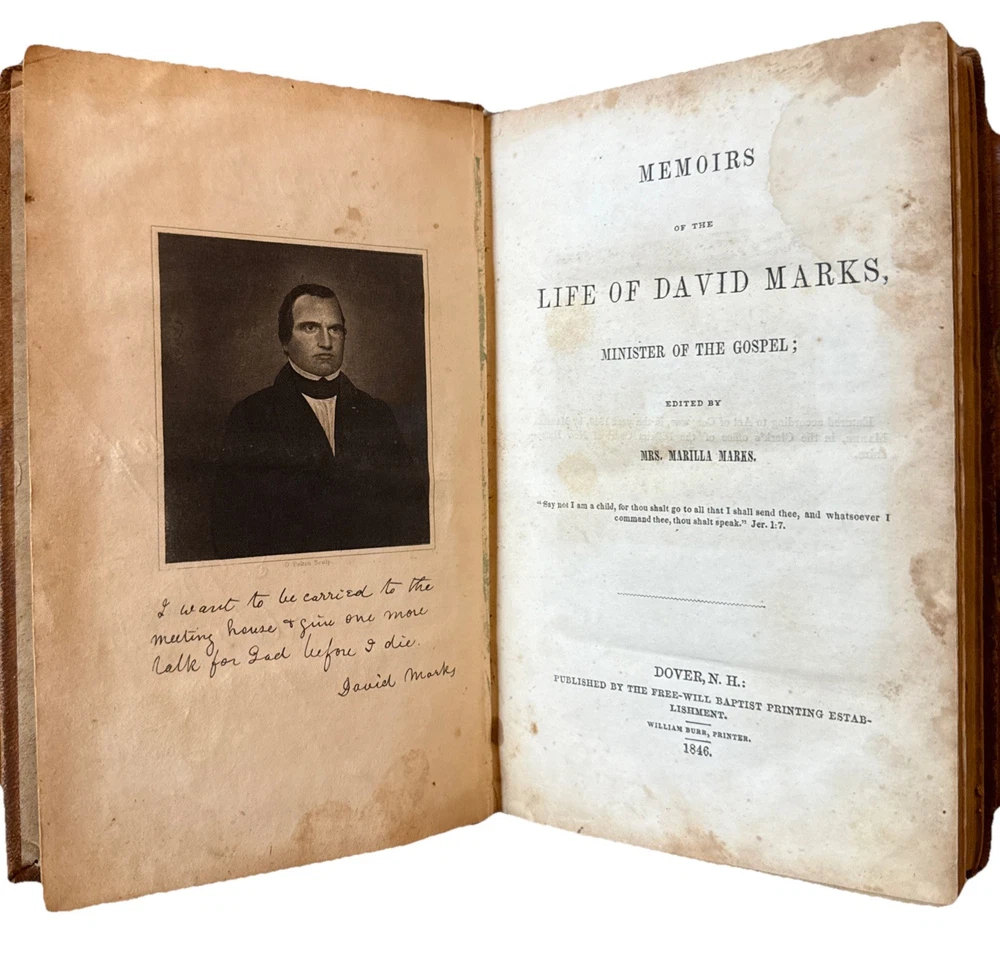 I want to be carried to the
meeting house & give one more
talk for God before I die.
David Marks
MEMOIRS
OF THE
LIFE OF DAVID MARKS,
MINISTER OF THE GOSPEL;
EDITED BY
MRS. MARILLA MARKS.
"Say not I am a child, for thou shalt go to all that I shall send thee, and whatsoever I
command thee, thou shalt speak." Jer. 1:7.
DOVER, N. H.:
PUBLISHED BY THE FREE-WILL BAPTIST PRINTING ESTAB-
LISHMENT.
WILLIAM BURR, PRINTER.
1846.